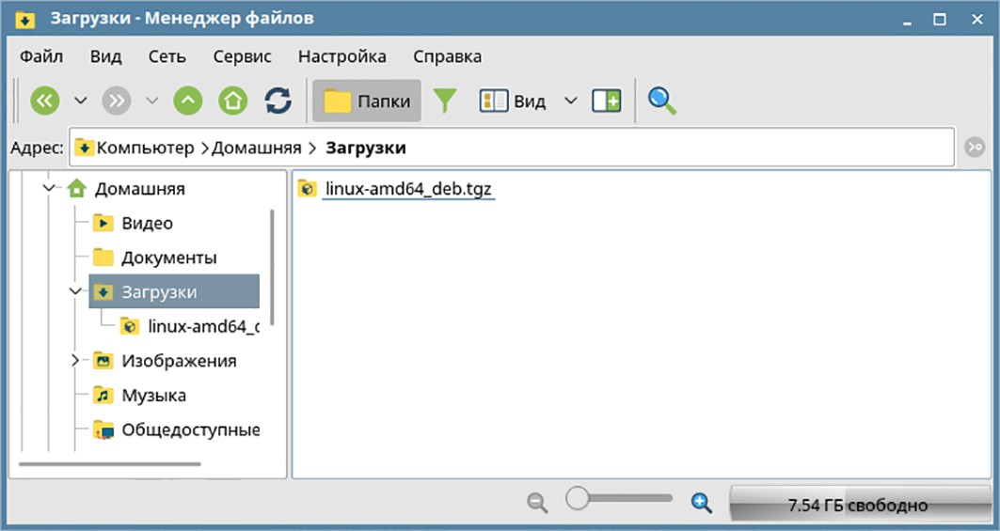 Загрузки - Менеджер файлов
Файл Вид Сеть Сервис Настройка Справка
Папки Вид
Адрес: Компьютер > Домашняя > Загрузки
Домашняя
linux-amd64_deb.tgz
Видео
Документы
Загрузки
linux-amd64_d
Изображения
Музыка
Общедоступные
7.54 ГБ свободно